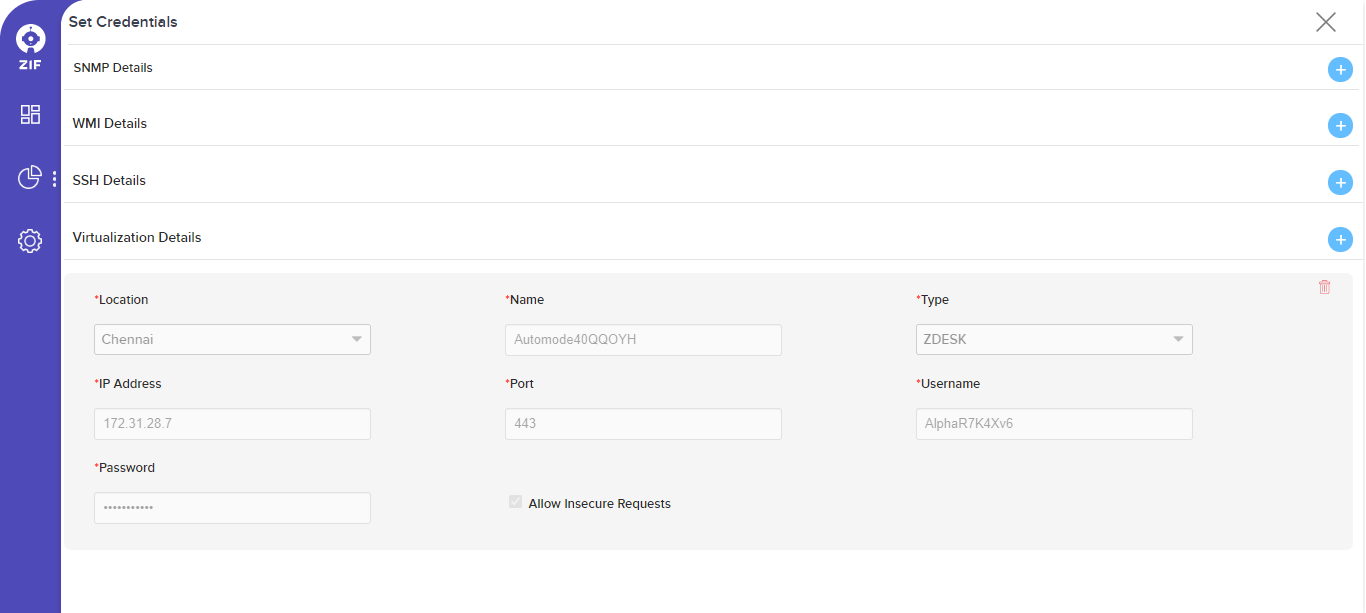 Set Credentials
ZIF
SNMP Details
WMI Details
SSH Details
Virtualization Details
*Location *Name *Type
Chennai Automode40QQOYH ZDESK
*IP Address *Port *Username
172.31.28.7 443 AlphaR7K4Xv6
*Password
••••••••••• Allow Insecure Requests